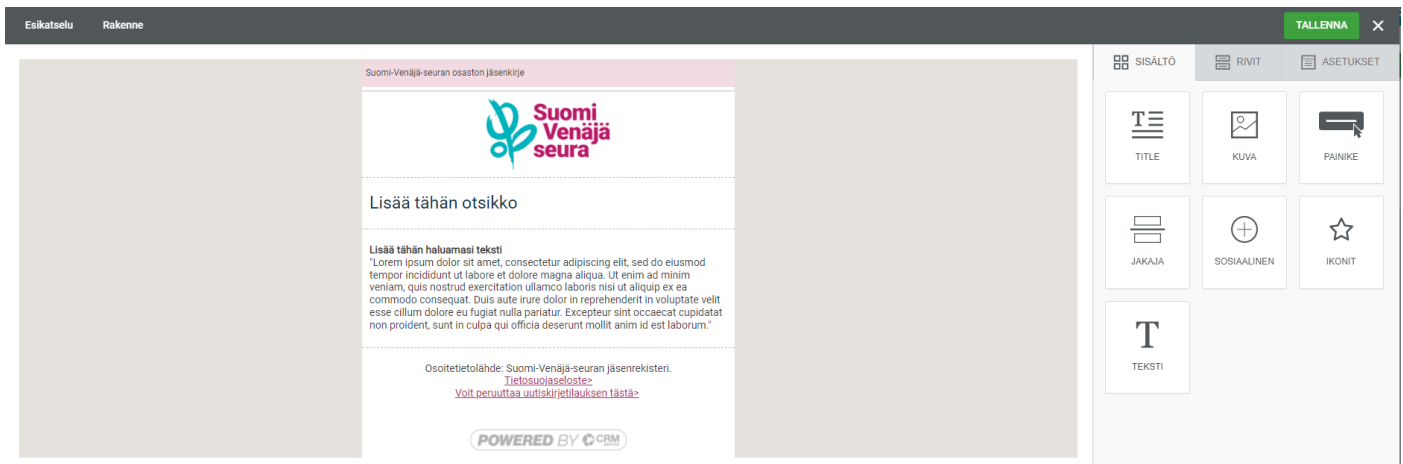 Esikatselu Rakenne TALLENNA ×
SISÄLTÖ RIVIT ASETUKSET
Suomi-Venäjä-seuran osaston jäsenkirje
Suomi
Venäjä
seura
Lisää tähän otsikko
Lisää tähän haluamasi teksti
"Lorem ipsum dolor sit amet, consectetur adipiscing elit, sed do eiusmod
tempor incididunt ut labore et dolore magna aliqua. Ut enim ad minim
veniam, quis nostrud exercitation ullamco laboris nisi ut aliquip ex ea
commodo consequat. Duis aute irure dolor in reprehenderit in voluptate velit
esse cillum dolore eu fugiat nulla pariatur. Excepteur sint occaecat cupidatat
non proident, sunt in culpa qui officia deserunt mollit anim id est laborum."
Osoitetietolähde: Suomi-Venäjä-seuran jäsenrekisteri.
Tietosuojaseloste>
Voit peruuttaa uutiskirjetilauksen tästä>
POWERED BY CRM
TITLE KUVA PAINIKE
JAKAJA SOSIAALINEN IKONIT
TEKSTI